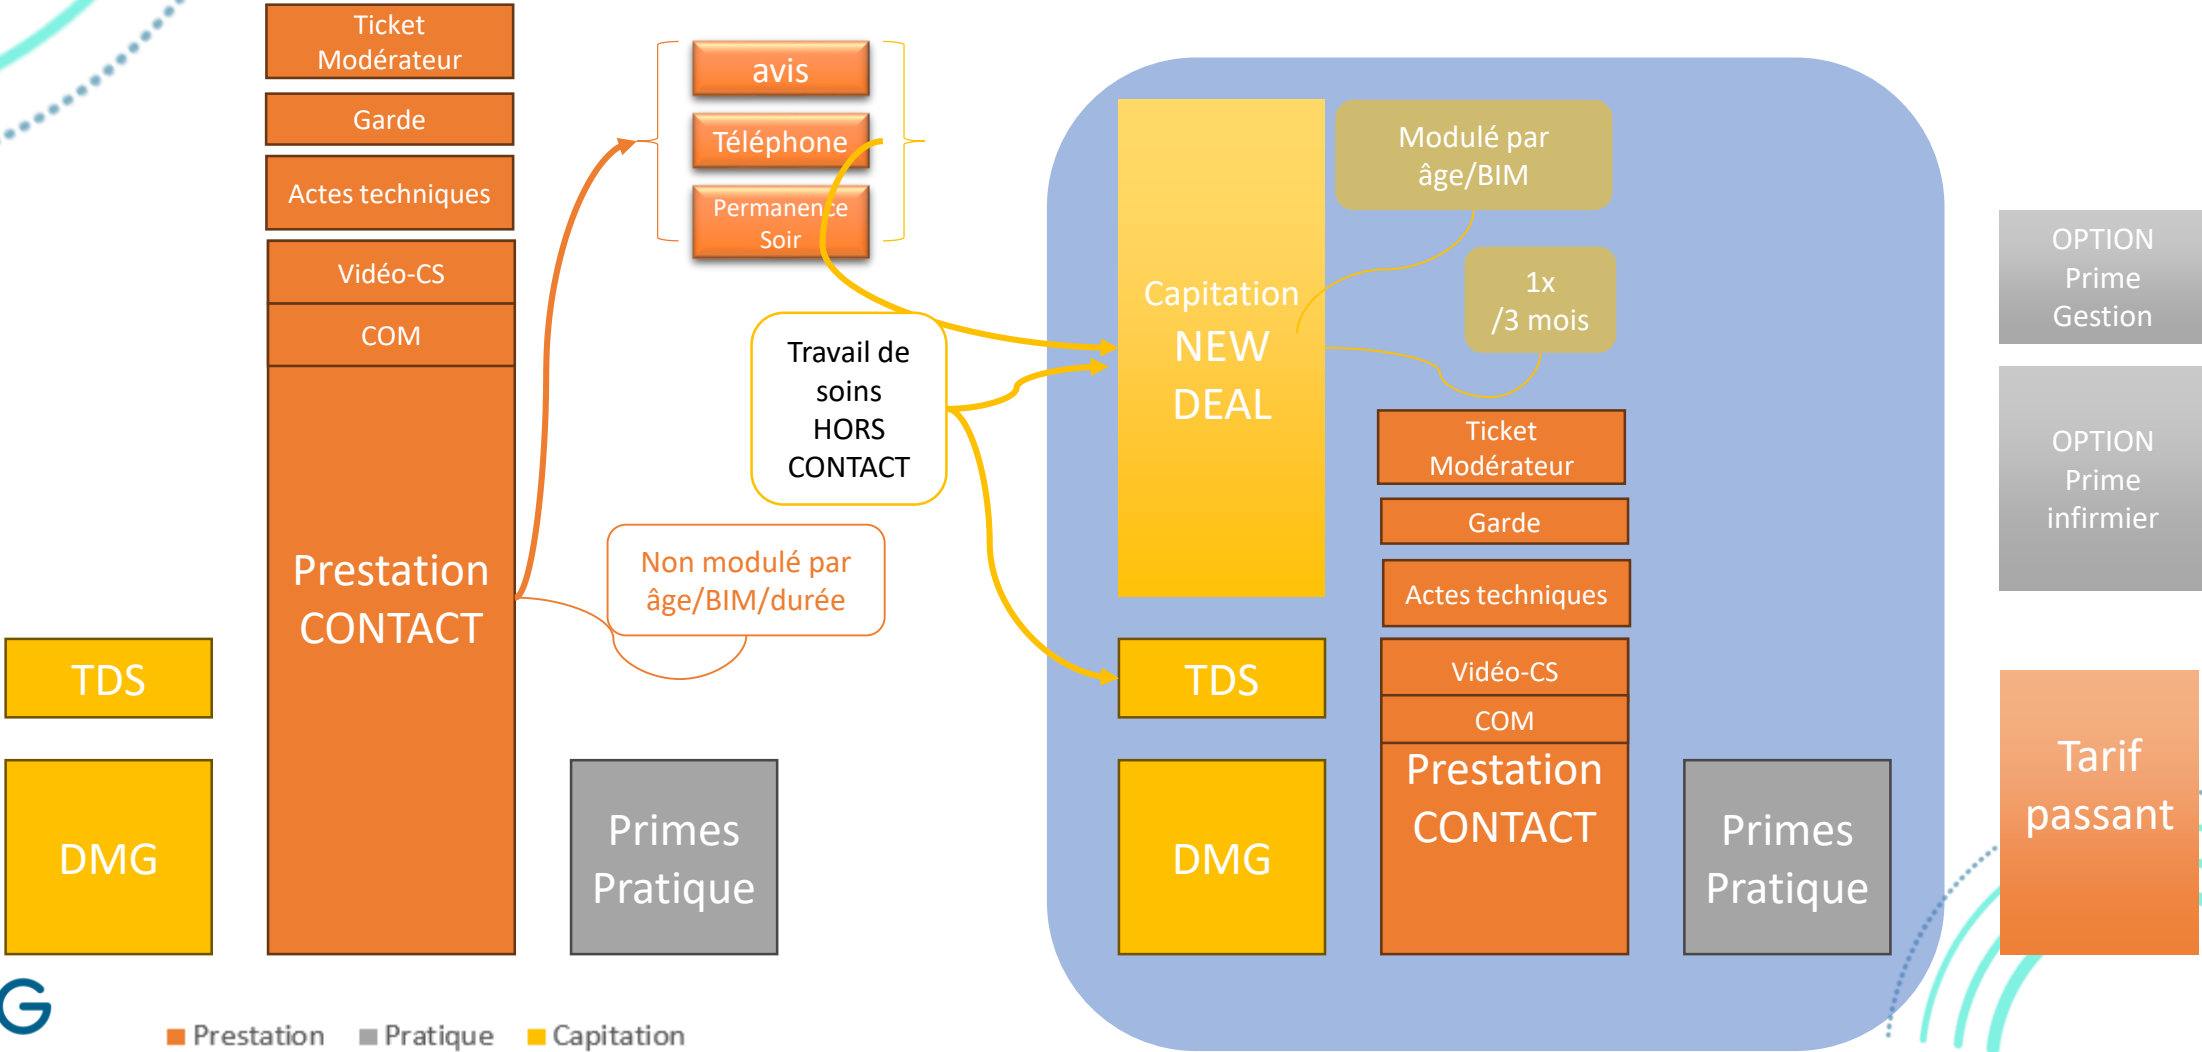 Ticket
Modérateur
Garde
Actes techniques
Vidéo-CS
COM
Prestation
CONTACT
TDS
DMG
Primes
Pratique
avis
Téléphone
Permanence
Soir
Travail de
soins
HORS
CONTACT
Non modulé par
âge/BIM/durée
Capitation
NEW
DEAL
Modulé par
âge/BIM
1x
/3 mois
Ticket
Modérateur
Garde
Actes techniques
Vidéo-CS
COM
Prestation
CONTACT
TDS
DMG
Primes
Pratique
OPTION
Prime
Gestion
OPTION
Prime
infirmier
Tarif
passant
G
Prestation Pratique Capitation